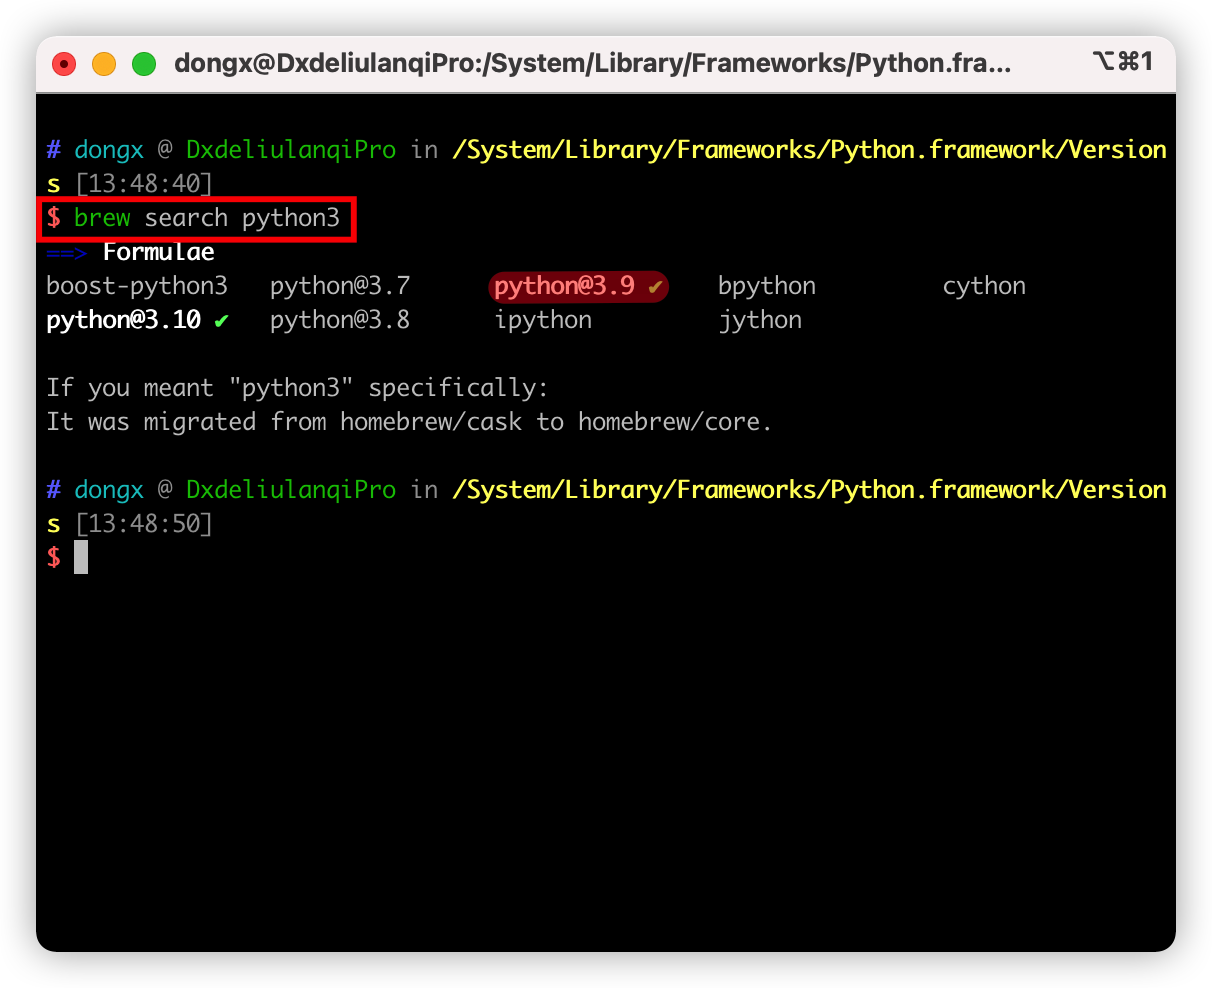 dongx@DxdeliulanqiPro:/System/Library/Frameworks/Python.fra... ⌥⌘1
# dongx @ DxdeliulanqiPro in /System/Library/Frameworks/Python.framework/Version
s [13:48:40]
$ brew search python3
==> Formulae
boost-python3 python@3.7 python@3.9 ✔ bpython cython
python@3.10 ✔ python@3.8 ipython jython
If you meant "python3" specifically:
It was migrated from homebrew/cask to homebrew/core.
# dongx @ DxdeliulanqiPro in /System/Library/Frameworks/Python.framework/Version
s [13:48:50]
$